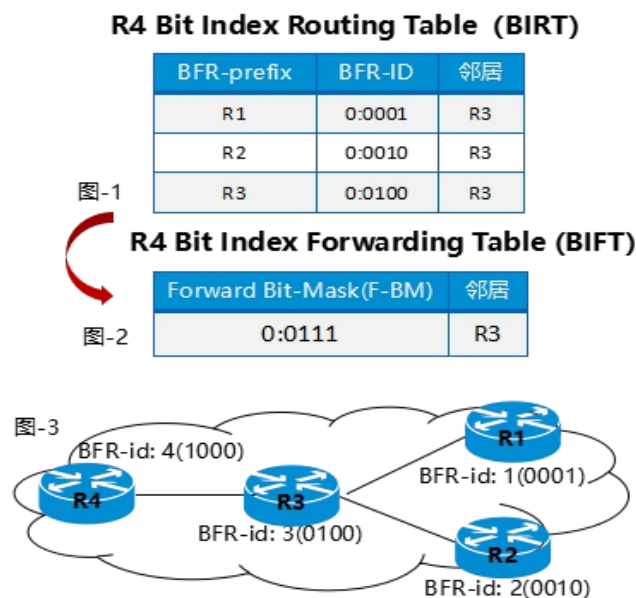 R4 Bit Index Routing Table (BIRT)
BFR-prefix BFR-ID 邻居
R1 0:0001 R3
R2 0:0010 R3
图-1
R3 0:0100 R3
R4 Bit Index Forwarding Table (BIFT)
Forward Bit-Mask(F-BM) 邻居
图-2
0:0111 R3
图-3
R1
BFR-id: 4(1000)
BFR-id: 1(0001)
R4
R3
BFR-id: 3(0100)
R2
BFR-id: 2(0010)